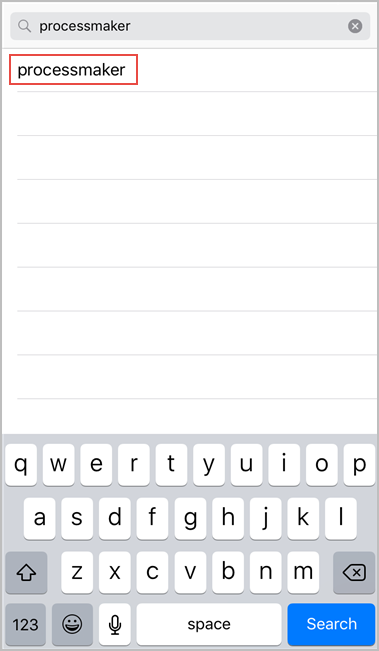 processmaker
processmaker
q w e r t y u i o p
a s d f g h j k l
z x c v b n m
123 space Search